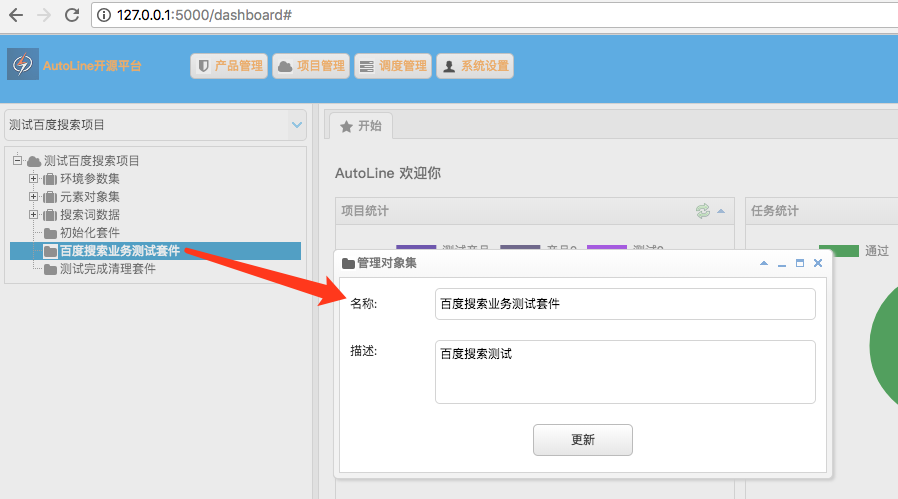 127.0.0.1:5000/dashboard#
AutoLine开源平台
产品管理
项目管理
调度管理
系统设置
测试百度搜索项目
测试百度搜索项目
环境参数集
元素对象集
搜索词数据
初始化套件
百度搜索业务测试套件
测试完成清理套件
开始
AutoLine 欢迎你
项目统计
任务统计
通过
管理对象集
名称:
百度搜索业务测试套件
描述:
百度搜索测试
更新